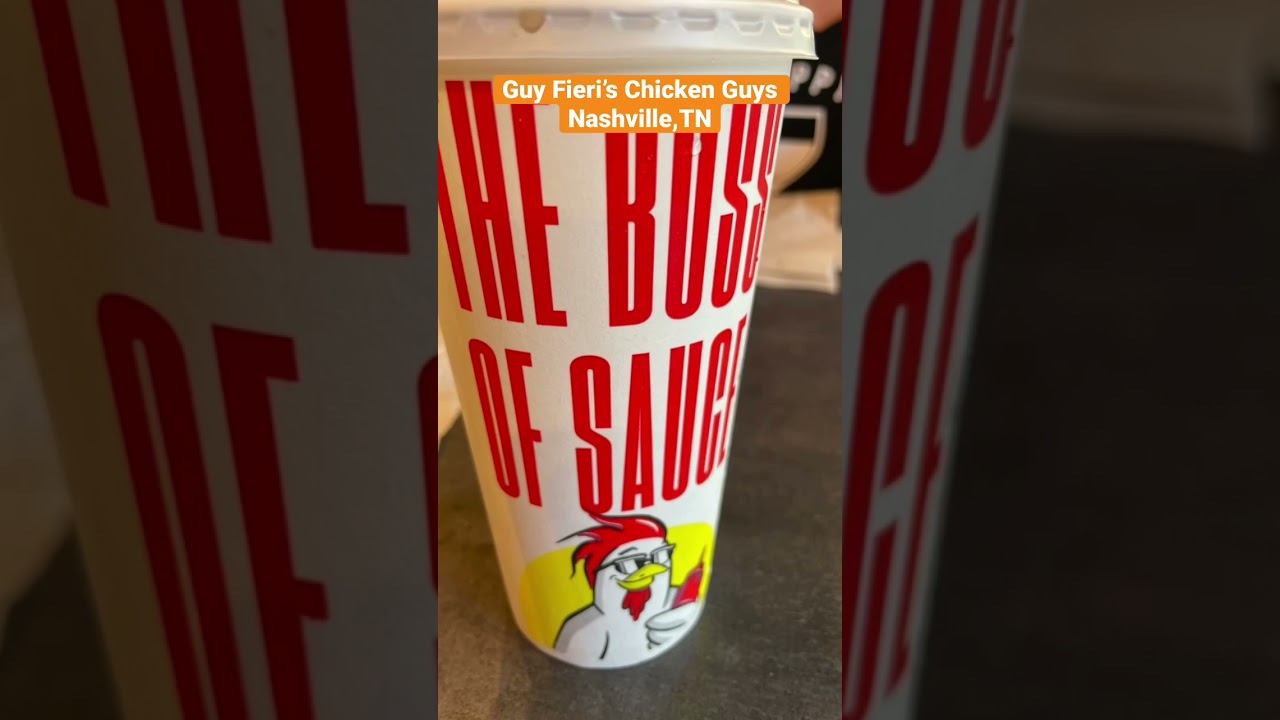 Guy Fieri’s Chicken Guys
Nashville,TN
THE BOSS
OF SAUCE